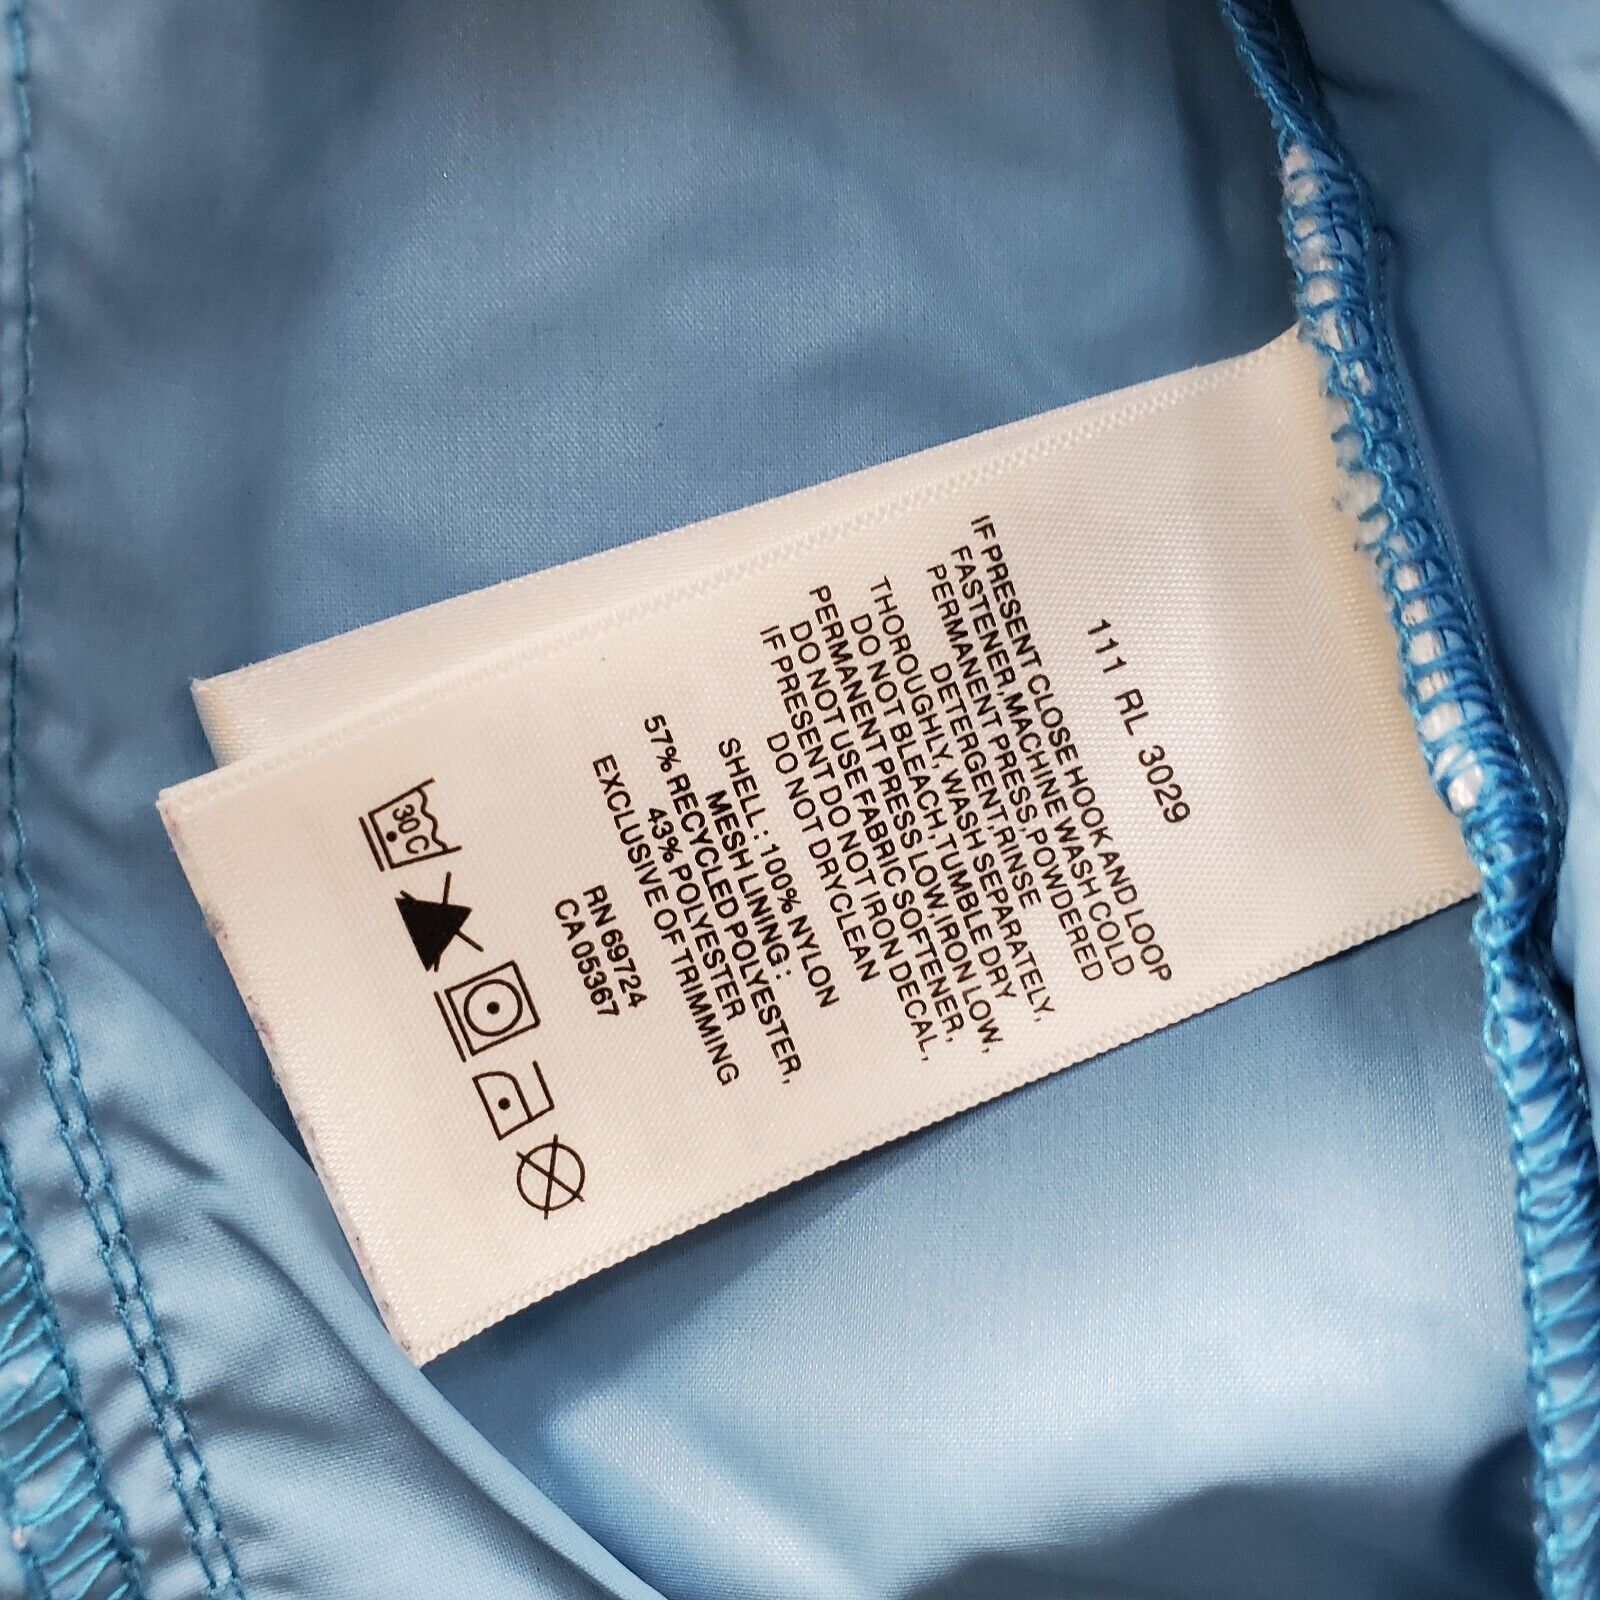 111 RL 3029
IF PRESENT CLOSE HOOK AND LOOP
FASTENER,MACHINE WASH COLD
PERMANENT PRESS,POWDERED
DETERGENT,RINSE
THOROUGHLY, WASH SEPARATELY,
DO NOT BLEACH,TUMBLE DRY
PERMANENT PRESS LOW,IRON LOW,
DO NOT USE FABRIC SOFTENER,
IF PRESENT DO NOT IRON DECAL,
DO NOT DRYCLEAN
SHELL : 100% NYLON
MESH LINING :
57% RECYCLED POLYESTER,
43% POLYESTER
EXCLUSIVE OF TRIMMING
RN 69724
CA 05367
30 C